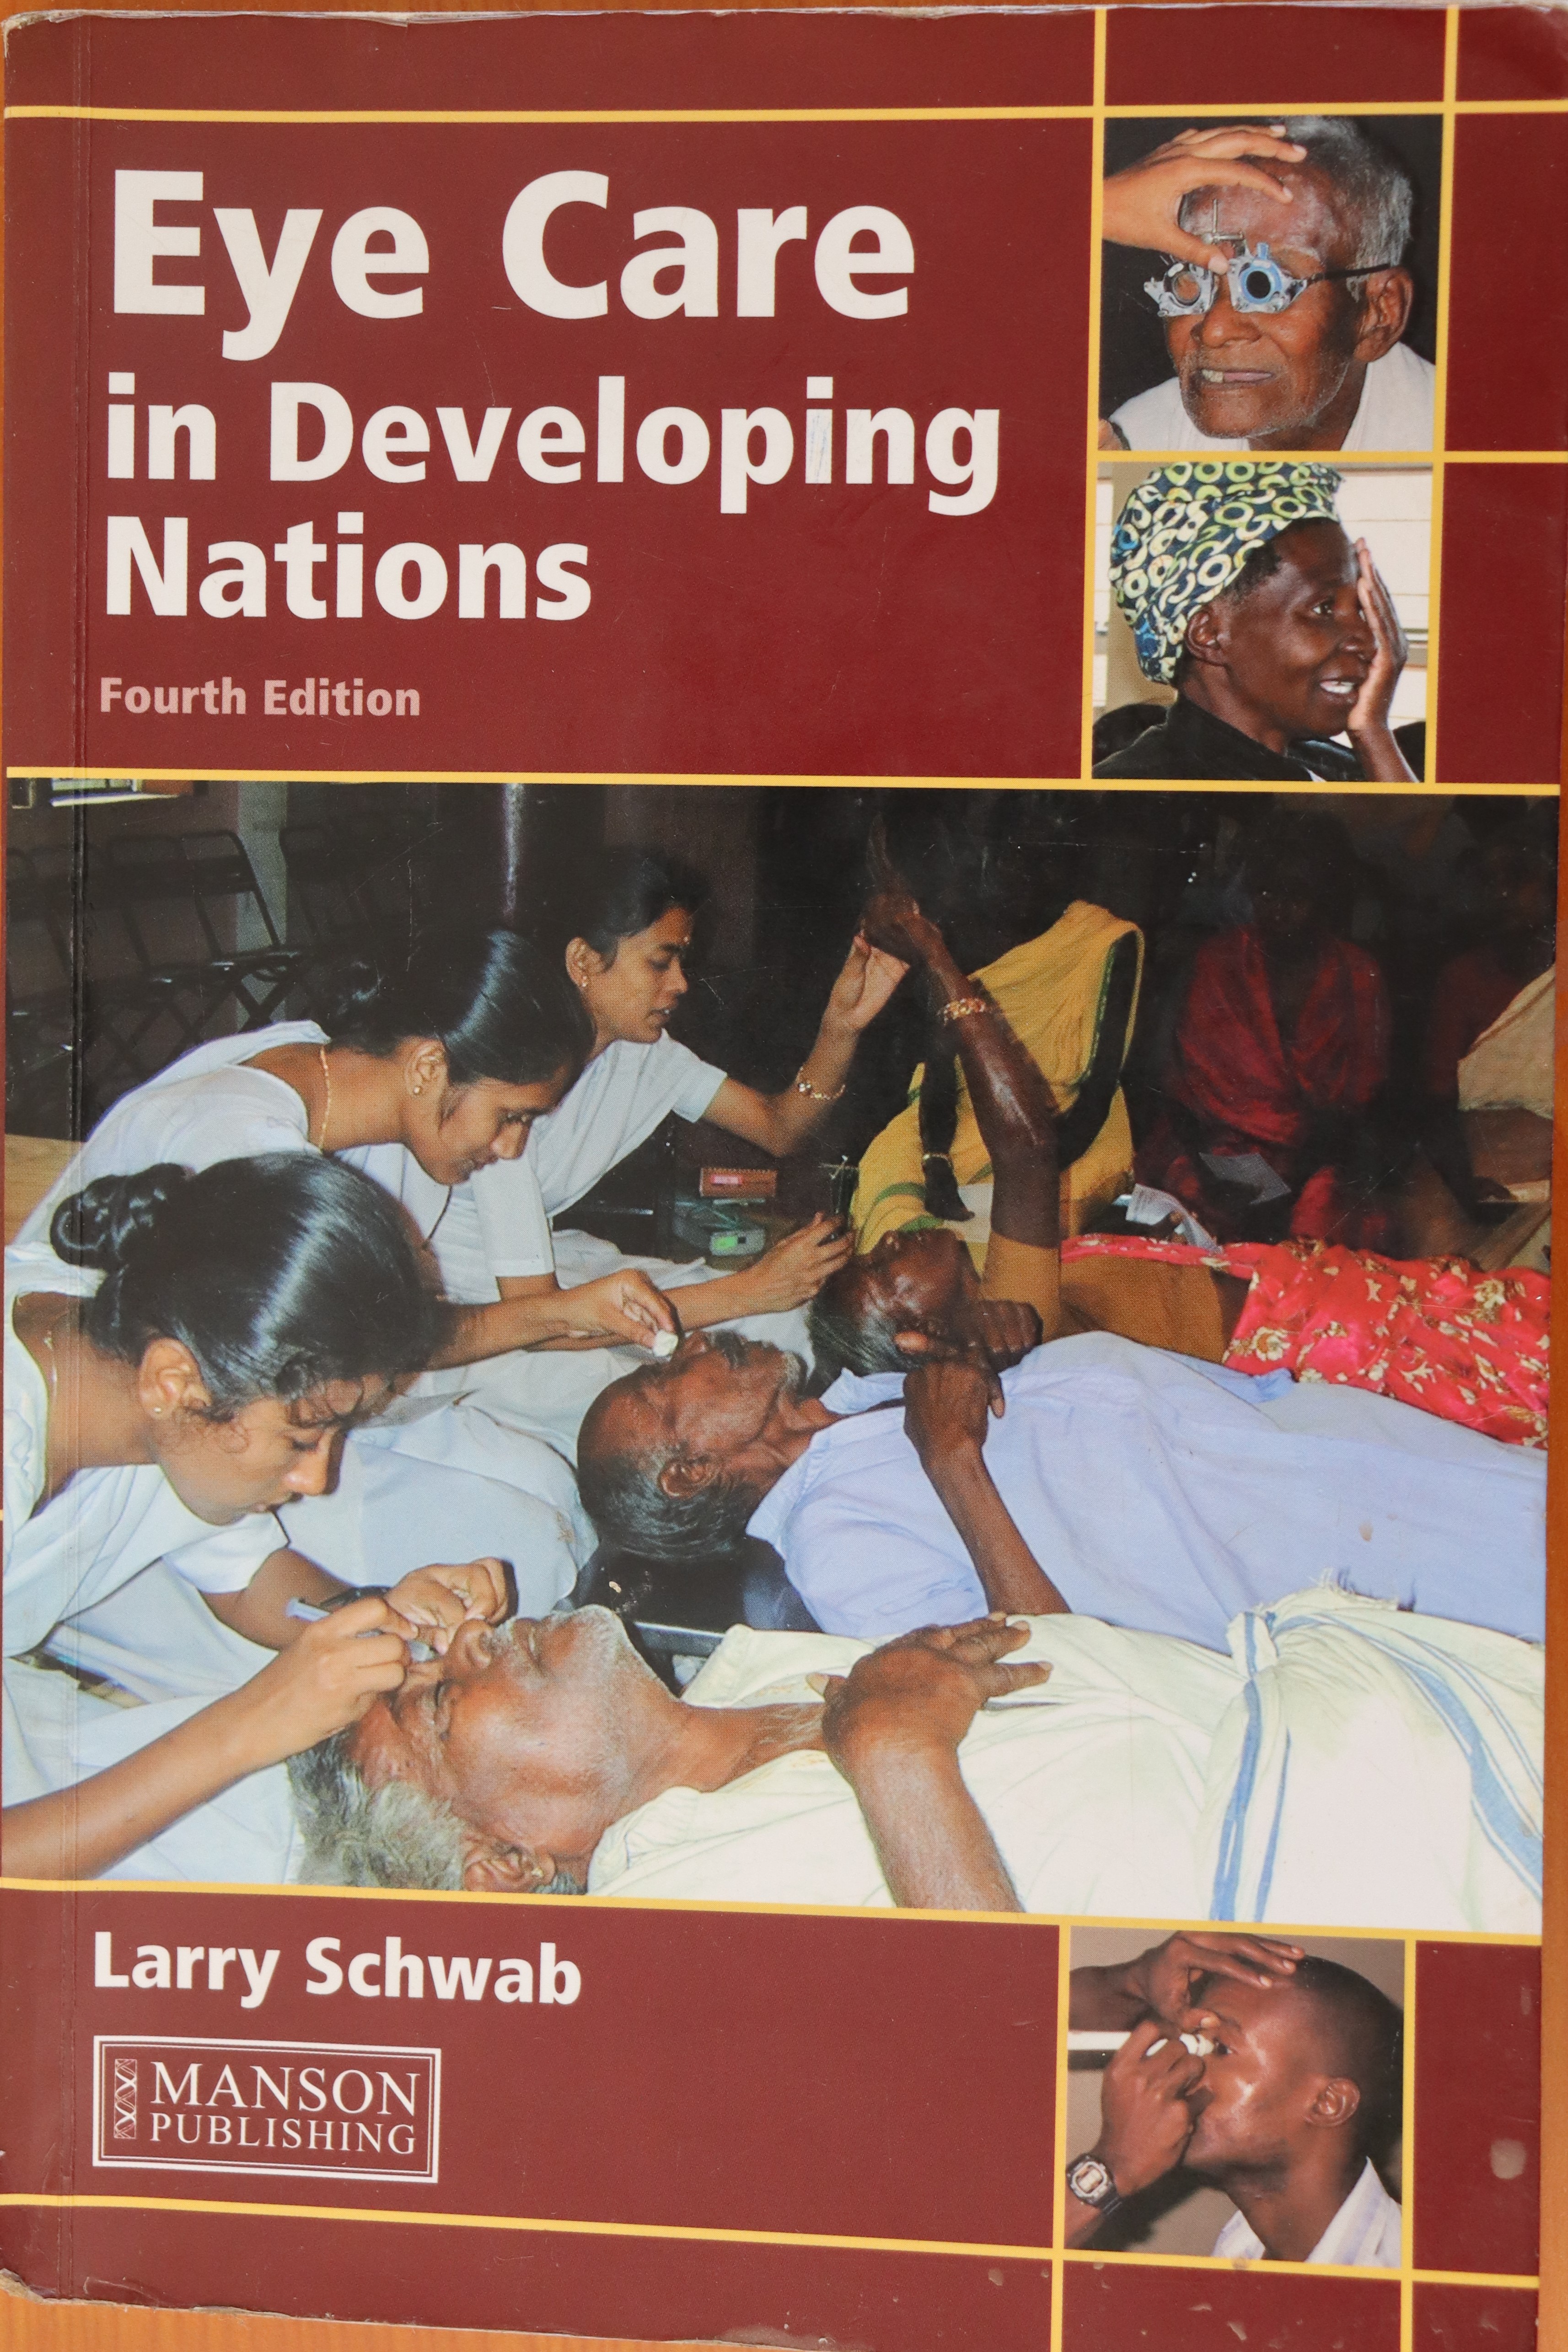 Eye Care
in Developing
Nations
Fourth Edition
Larry Schwab
MANSON
PUBLISHING